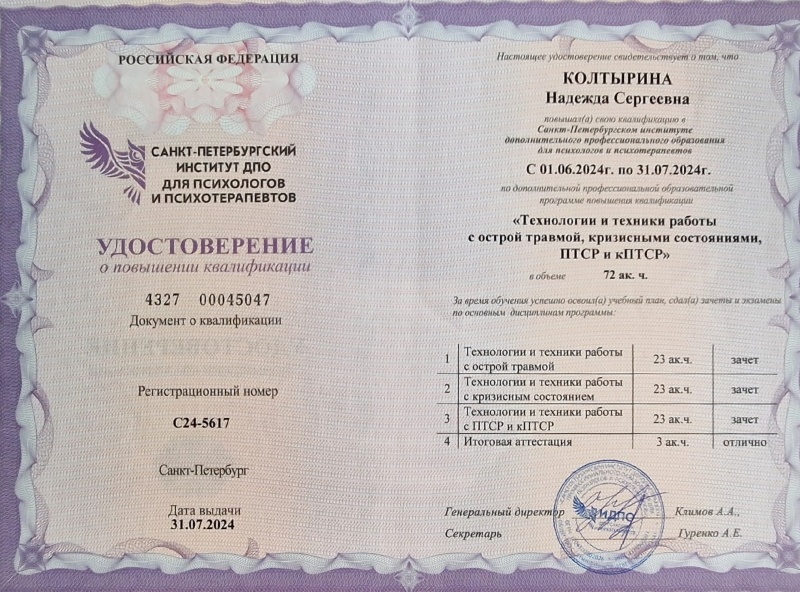 РОССИЙСКАЯ ФЕДЕРАЦИЯ
САНКТ-ПЕТЕРБУРГСКИЙ
ИНСТИТУТ ДПО
ДЛЯ ПСИХОЛОГОВ
И ПСИХОТЕРАПЕВТОВ
УДОСТОВЕРЕНИЕ
о повышении квалификации
4327 00045047
Документ о квалификации
Регистрационный номер
С24-5617
Санкт-Петербург
Дата выдачи
31.07.2024
Настоящее удостоверение свидетельствует о том, что
КОЛТЫРИНА
Надежда Сергеевна
повышал(а) свою квалификацию в
Санкт-Петербургском институте
дополнительного профессионального образования
для психологов и психотерапевтов
С 01.06.2024г. по 31.07.2024г.
по дополнительной профессиональной образовательной
программе повышения квалификации
«Технологии и техники работы
с острой травмой, кризисными состояниями,
ПТСР и кПТСР»
в объеме 72 ак. ч.
За время обучения успешно освоил(а) учебный план, сдал(а) зачеты и экзамены
по основным дисциплинам программы:
1 Технологии и техники работы с острой травмой 23 ак.ч. зачет
2 Технологии и техники работы с кризисным состоянием 23 ак.ч. зачет
3 Технологии и техники работы с ПТСР и кПТСР 23 ак.ч. зачет
4 Итоговая аттестация 3 ак.ч. отлично
Генеральный директор Климов А.А.,
Секретарь Гуренко А.Е.
ИДПО